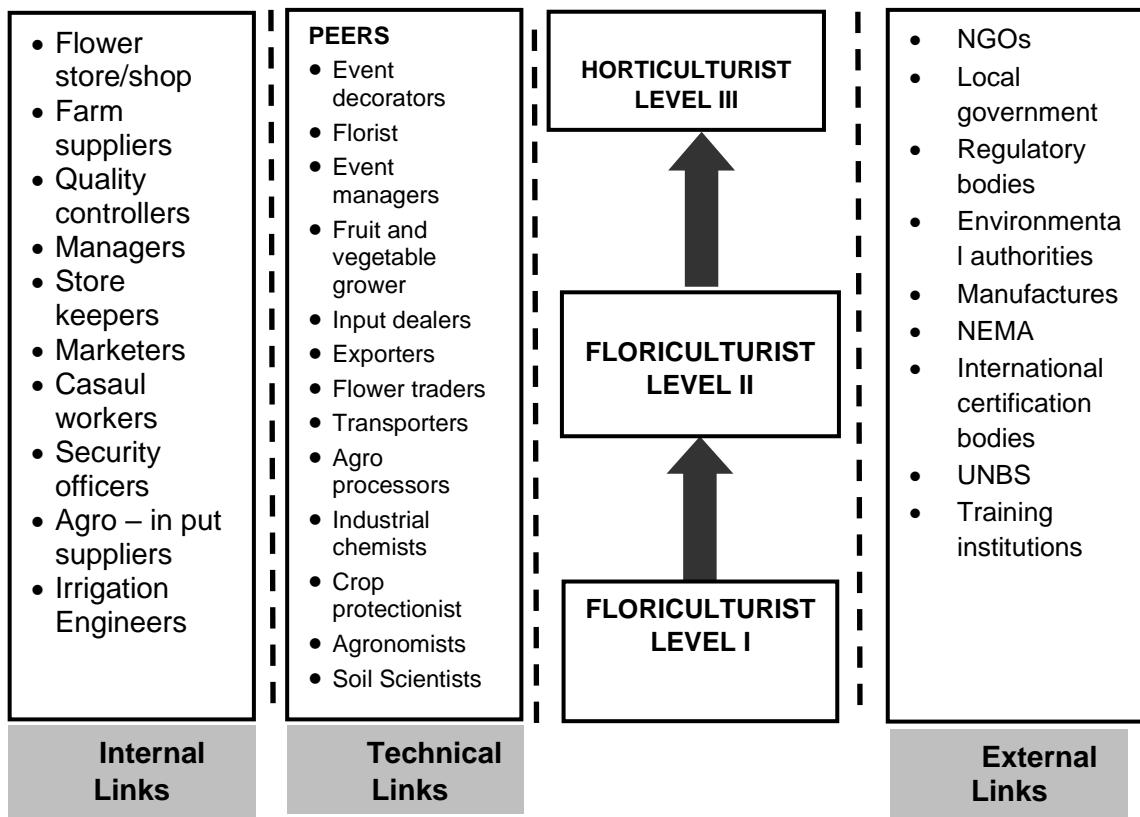 • Flower
store/shop
• Farm
suppliers
• Quality
controllers
• Managers
• Store
keepers
• Marketers
• Casaul
workers
• Security
officers
• Agro – in put
suppliers
• Irrigation
Engineers
Internal
Links
PEERS
• Event
decorators
• Florist
• Event
managers
• Fruit and
vegetable
grower
• Input dealers
• Exporters
• Flower traders
• Transporters
• Agro
processors
• Industrial
chemists
• Crop
protectionist
• Agronomists
• Soil Scientists
Technical
Links
HORTICULTURIST
LEVEL III
FLORICULTURIST
LEVEL II
FLORICULTURIST
LEVEL I
• NGOs
• Local
government
• Regulatory
bodies
• Environmenta
l authorities
• Manufactures
• NEMA
• International
certification
bodies
• UNBS
• Training
institutions
External
Links